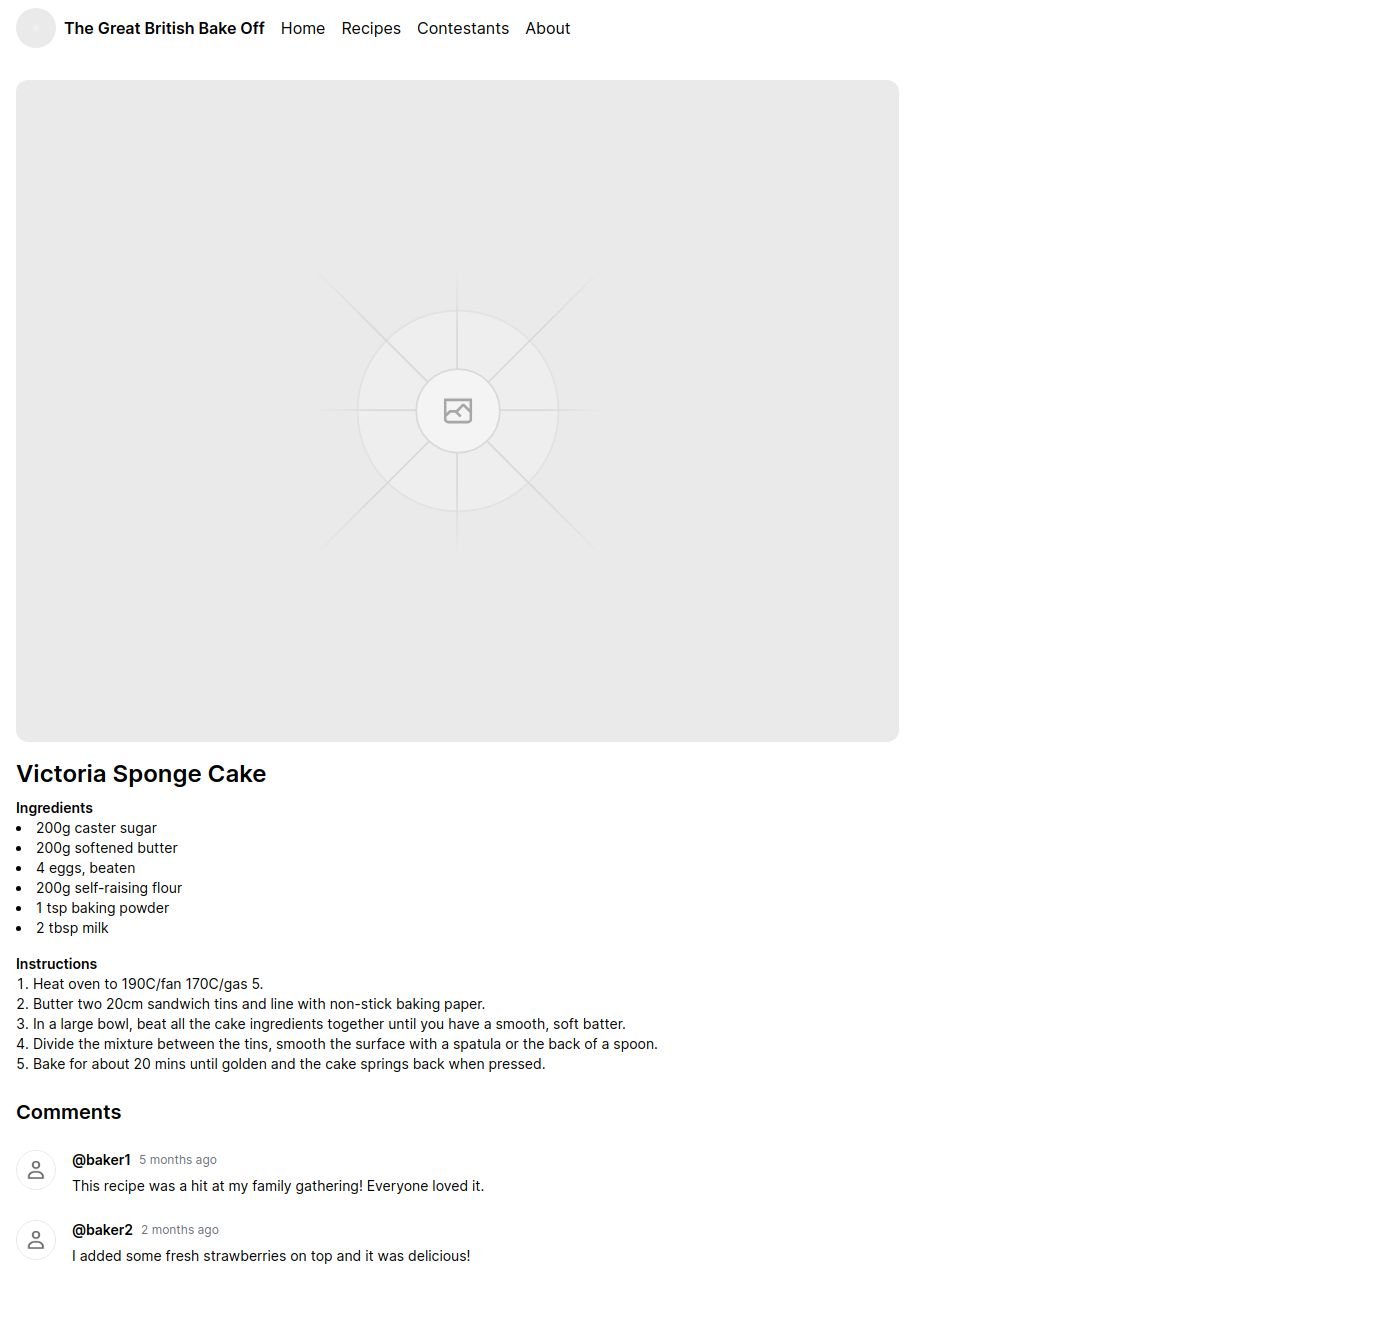 The Great British Bake Off Home Recipes Contestants About
Victoria Sponge Cake
Ingredients
• 200g caster sugar
• 200g softened butter
• 4 eggs, beaten
• 200g self-raising flour
• 1 tsp baking powder
• 2 tbsp milk
Instructions
1. Heat oven to 190C/fan 170C/gas 5.
2. Butter two 20cm sandwich tins and line with non-stick baking paper.
3. In a large bowl, beat all the cake ingredients together until you have a smooth, soft batter.
4. Divide the mixture between the tins, smooth the surface with a spatula or the back of a spoon.
5. Bake for about 20 mins until golden and the cake springs back when pressed.
Comments
@baker1 5 months ago
This recipe was a hit at my family gathering! Everyone loved it.
@baker2 2 months ago
I added some fresh strawberries on top and it was delicious!